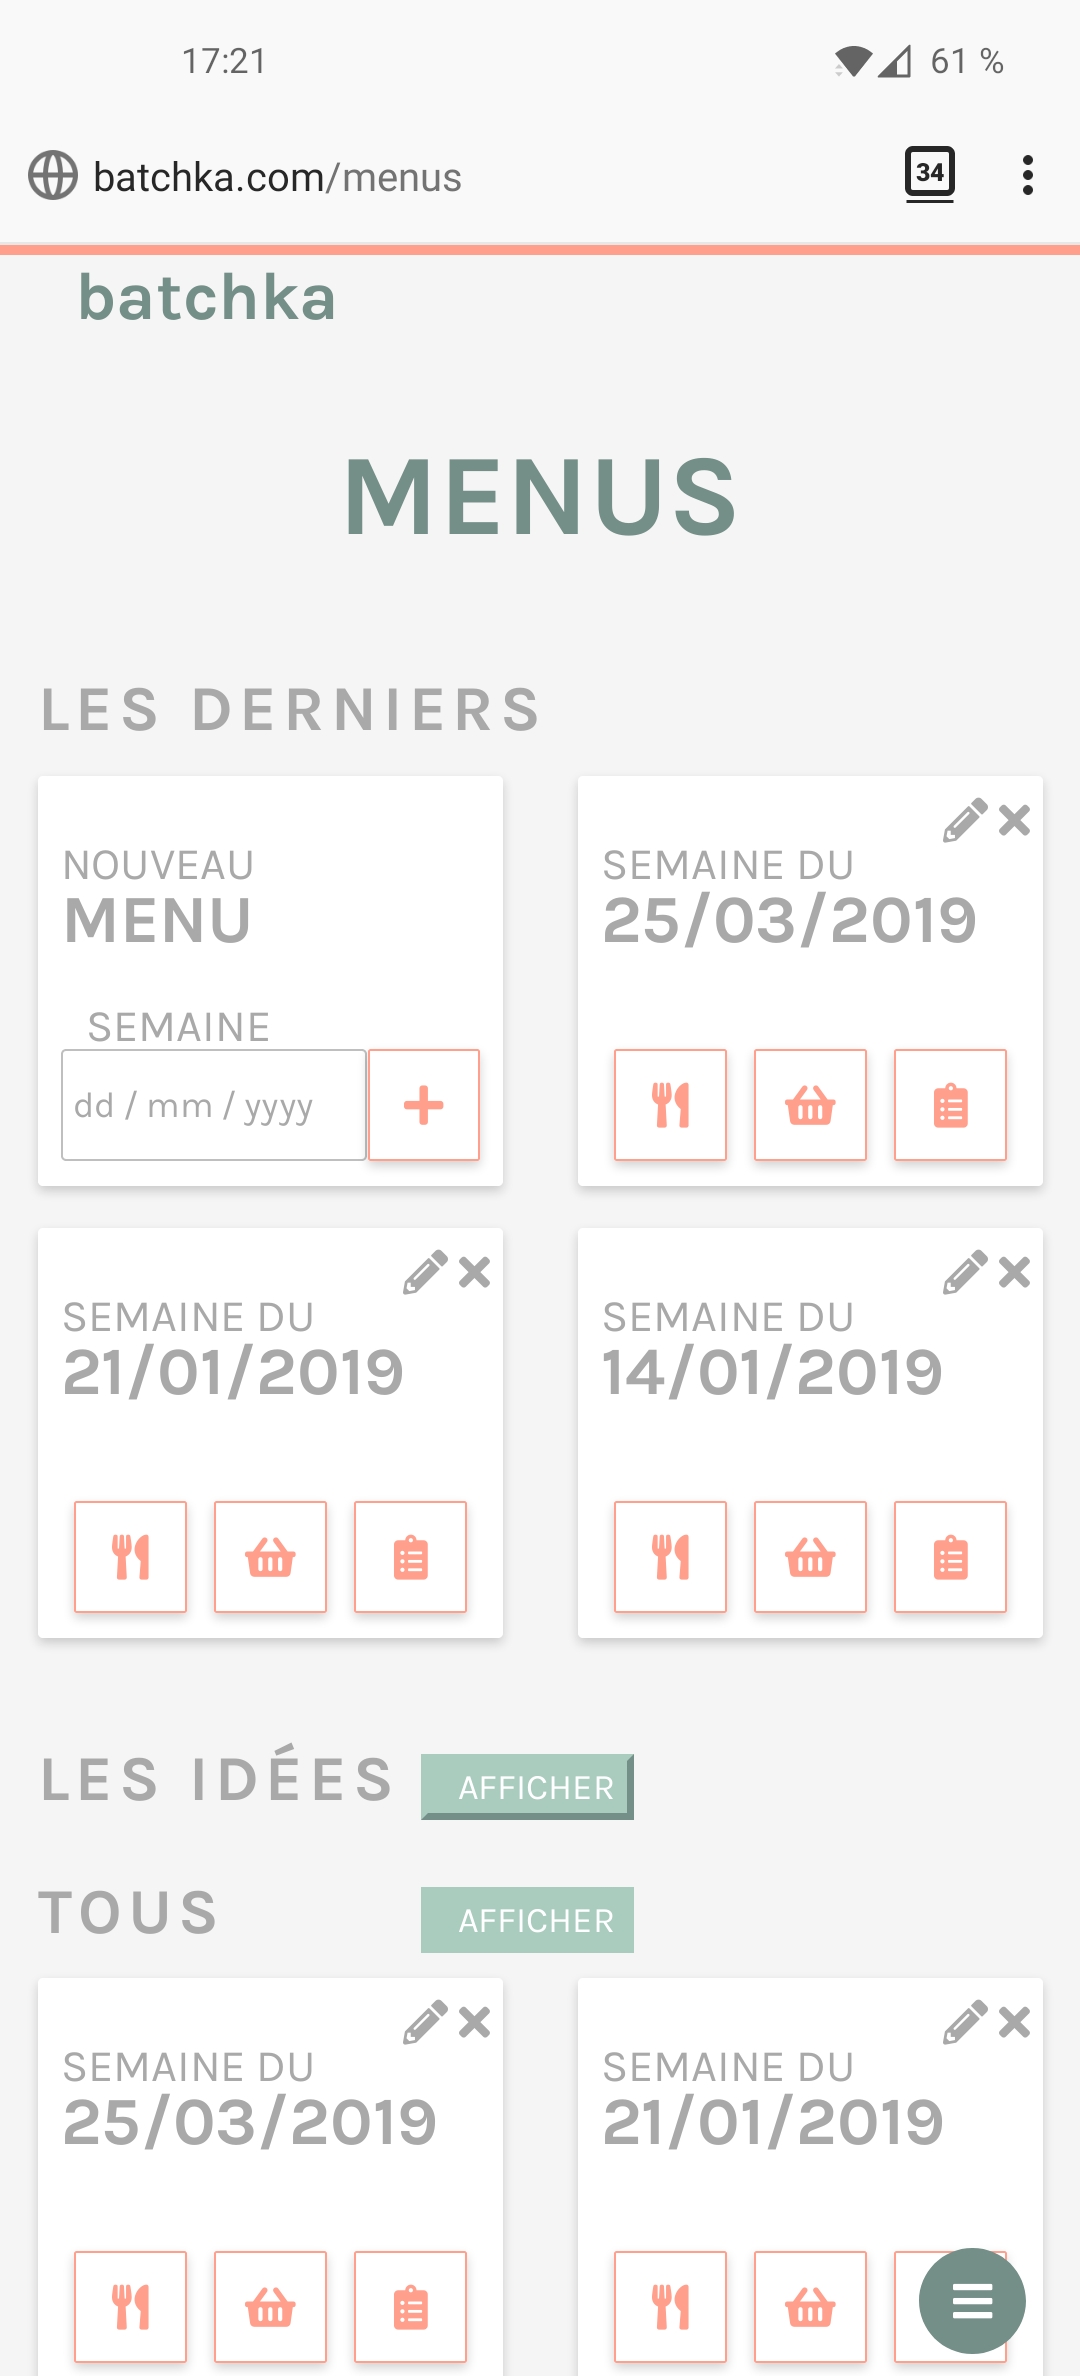 17:21
61 %
batchka.com/menus
34
batchka
MENUS
LES DERNIERS
NOUVEAU
MENU
SEMAINE
dd / mm / yyyy
SEMAINE DU
25/03/2019
SEMAINE DU
21/01/2019
SEMAINE DU
14/01/2019
LES IDÉES
AFFICHER
TOUS
AFFICHER
SEMAINE DU
25/03/2019
SEMAINE DU
21/01/2019